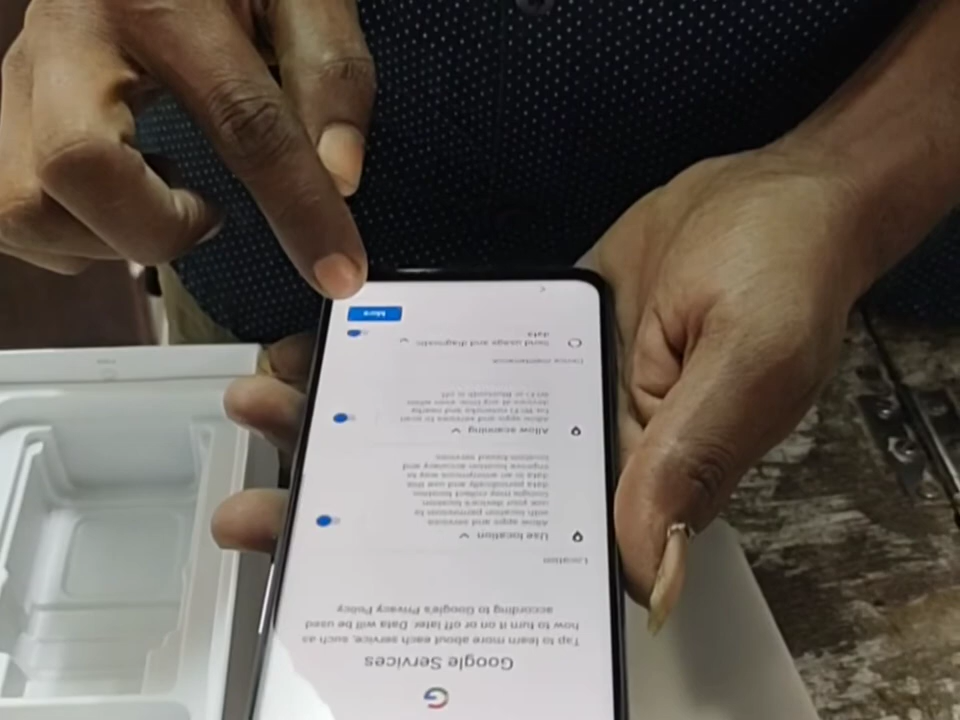 Google Services
Tap to learn more about each service, such as
how to turn it on or off later. Data will be used
according to Google's Privacy Policy.
Location
Use location
Allow apps and services
with location permission to
use your device's location.
Google may collect location
data periodically and use this
data in an anonymous way to
improve location accuracy and
location-based services.
Allow scanning
Allow apps and services to scan
for Wi-Fi networks and nearby
devices at any time, even when
Wi-Fi or Bluetooth is off.
Device maintenance
Send usage and diagnostic
data
More